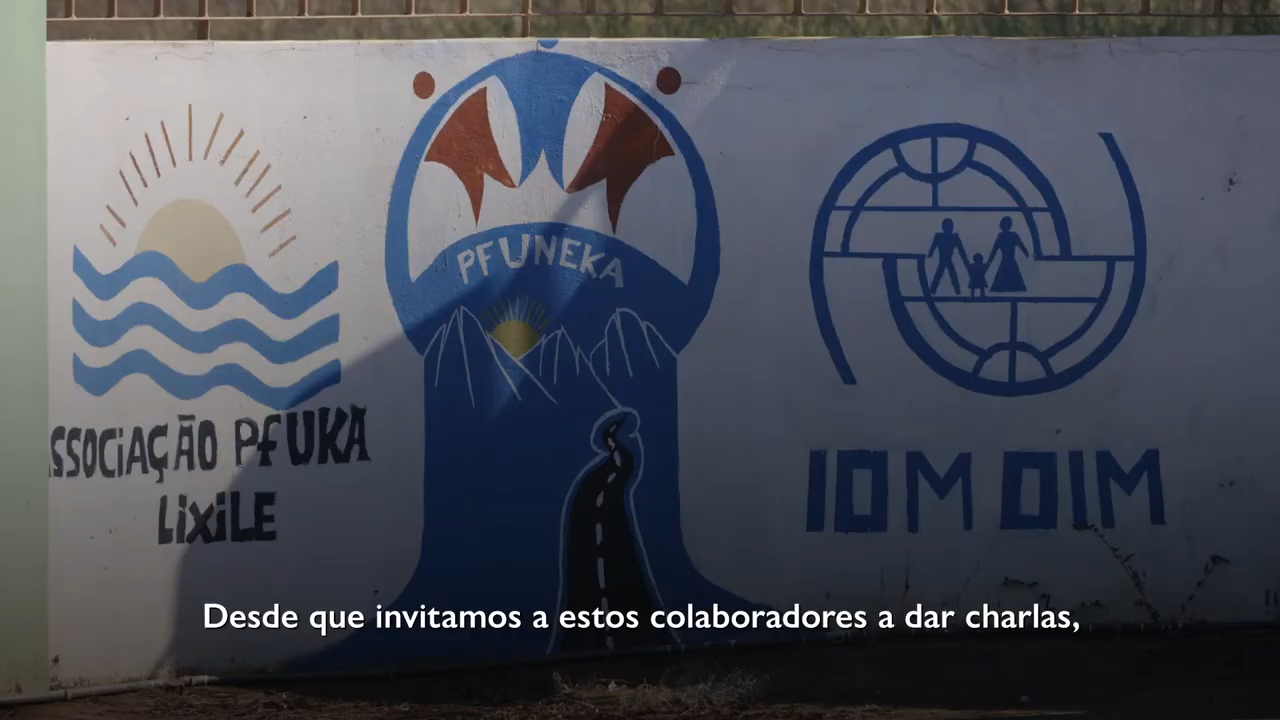 SSOCiAÇÃO PFUKA
LiXiLE
PFUNEKA
IOM OIM
Desde que invitamos a estos colaboradores a dar charlas,